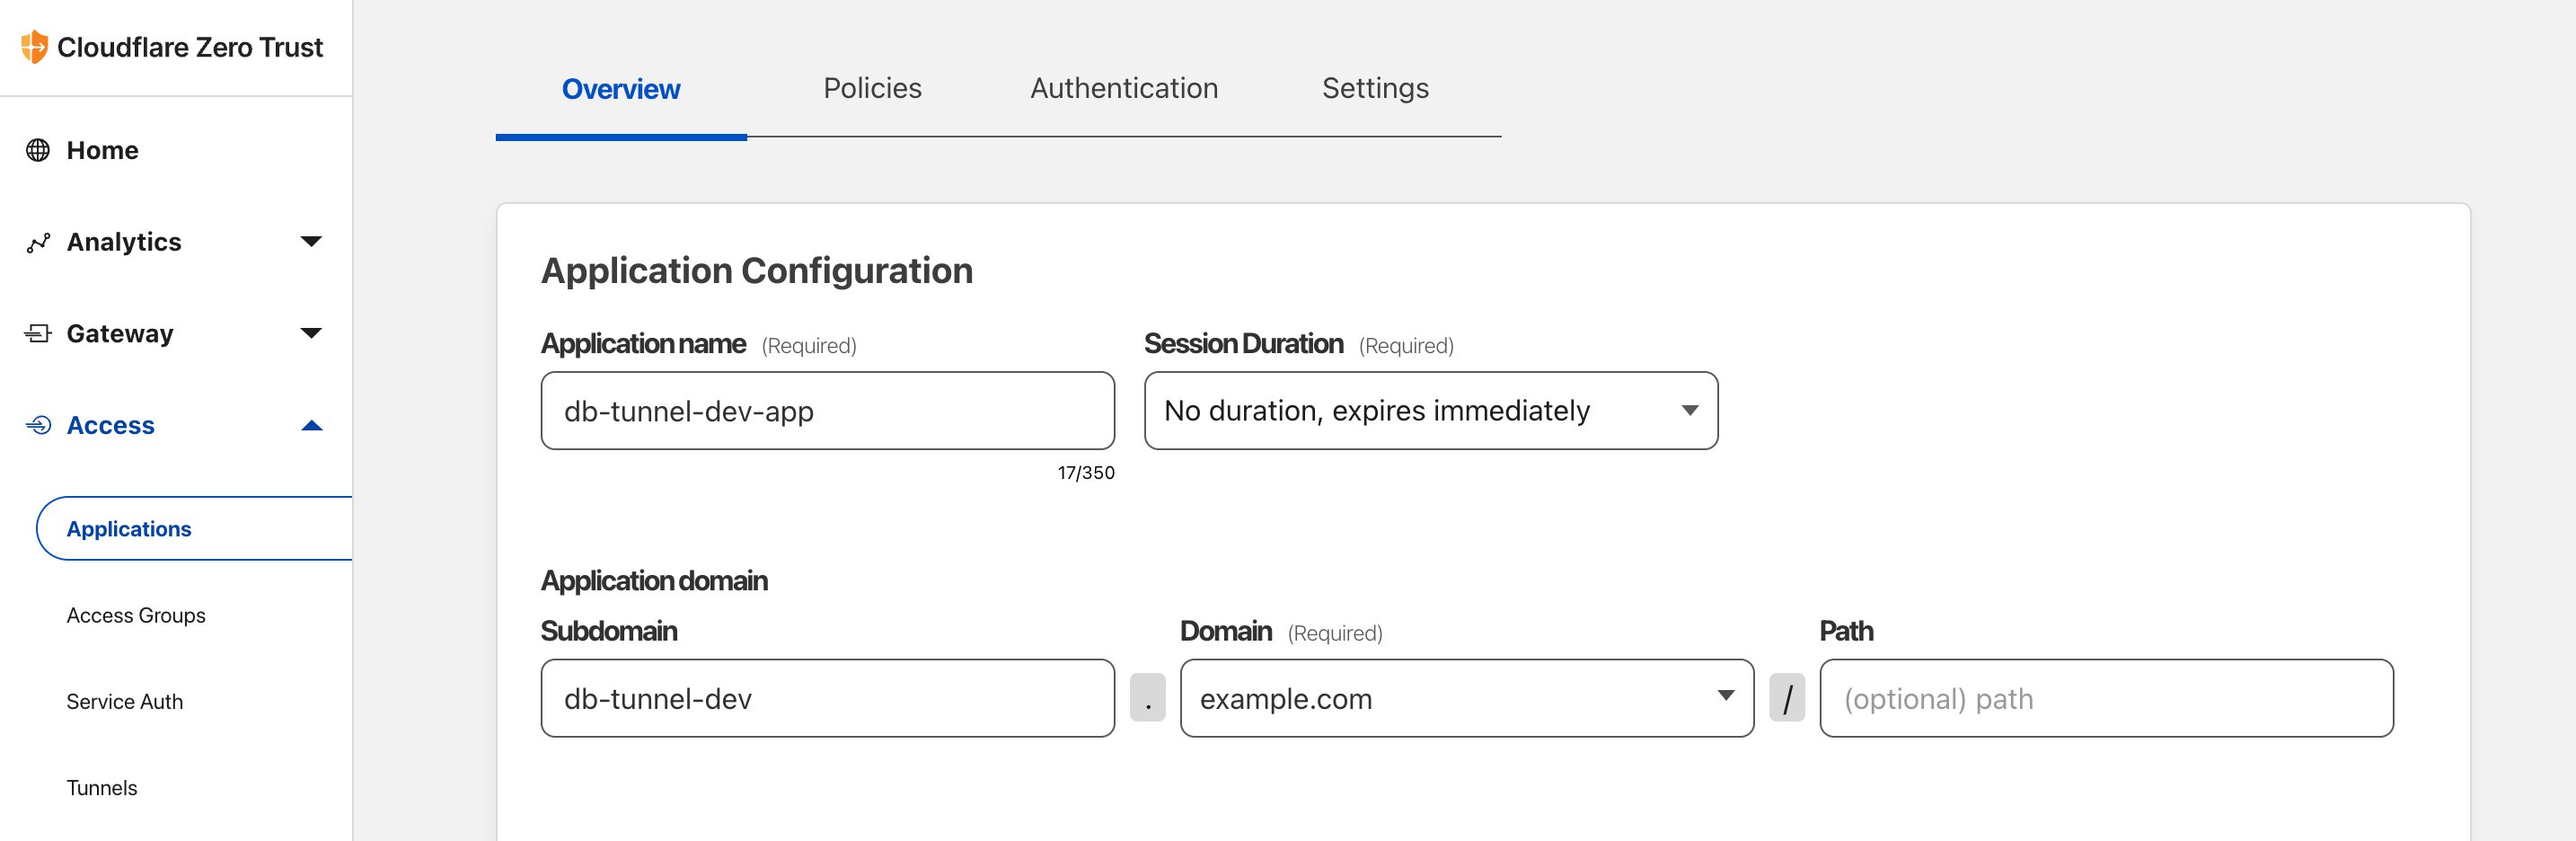 Cloudflare Zero Trust
Home
Analytics
Gateway
Access
Applications
Access Groups
Service Auth
Tunnels
Overview Policies Authentication Settings
Application Configuration
Application name (Required) Session Duration (Required)
db-tunnel-dev-app No duration, expires immediately
17/350
Application domain
Subdomain Domain (Required) Path
db-tunnel-dev . example.com / (optional) path